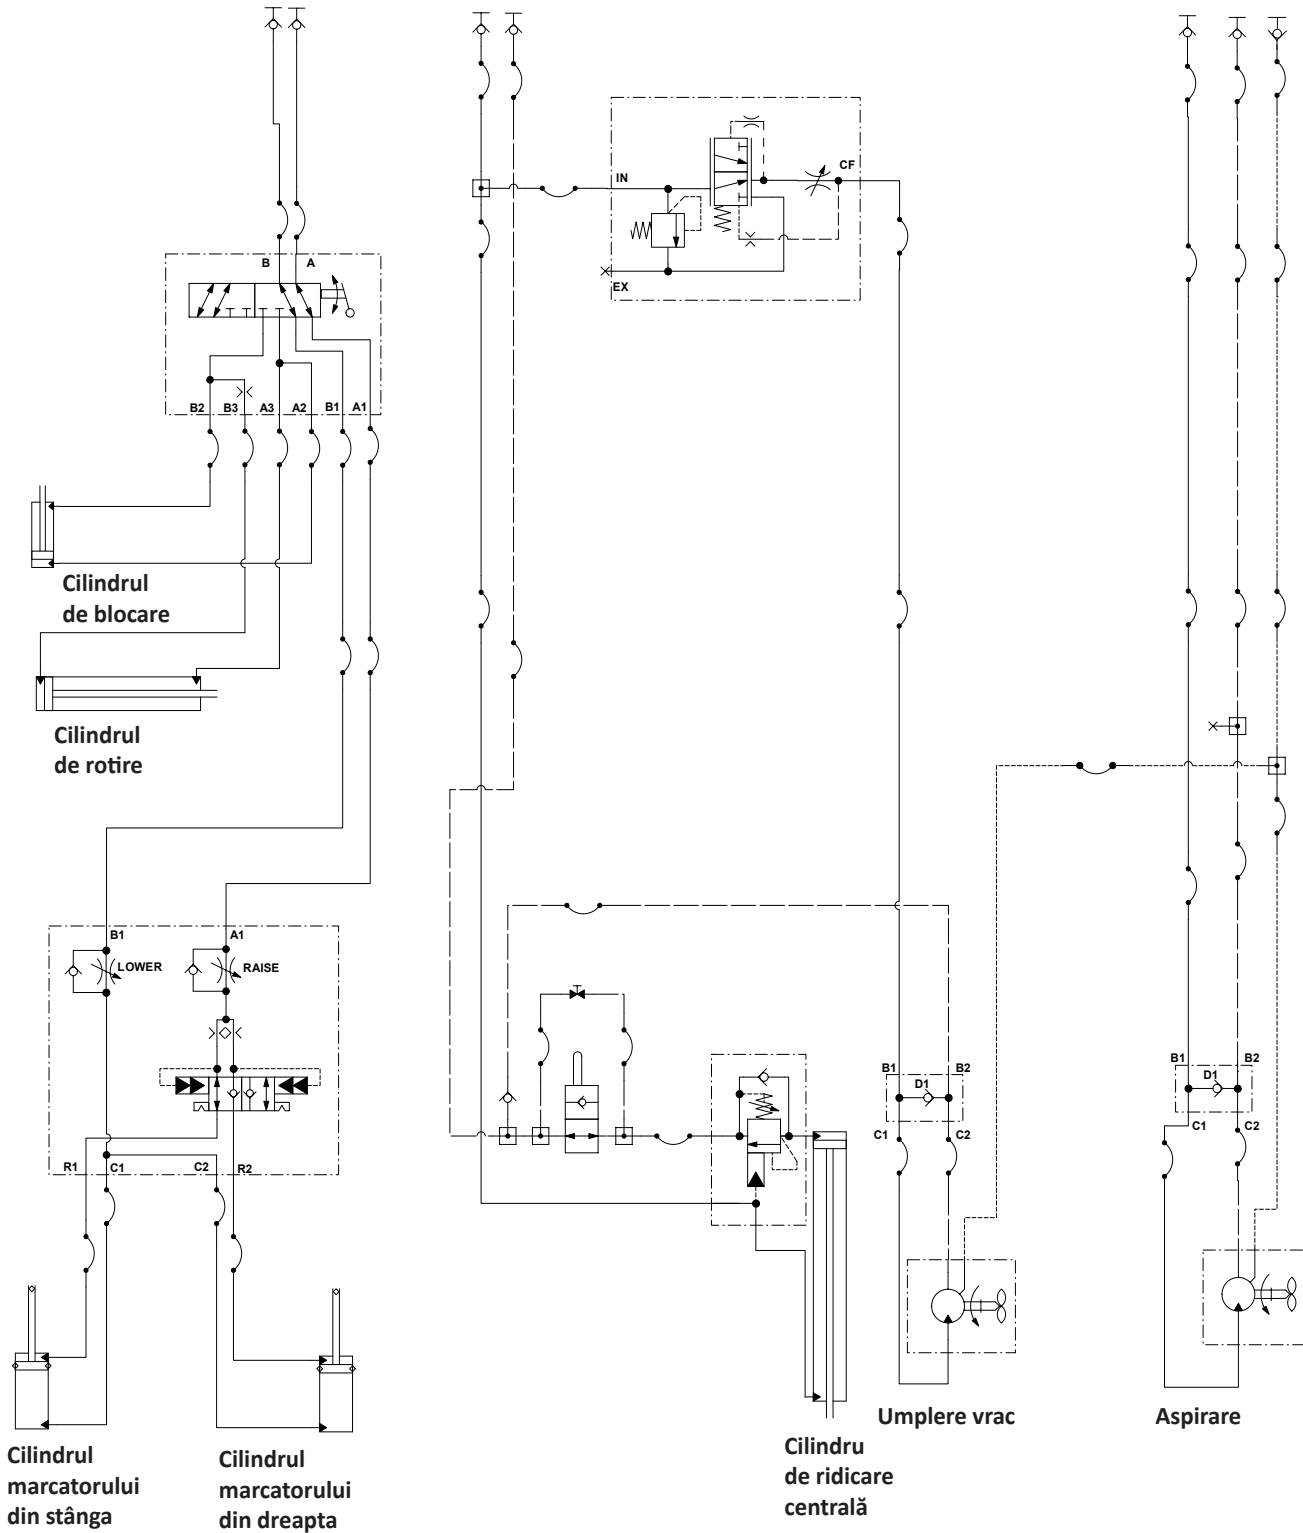 IN
CF
EX
B A
B2 B3 A3 A2 B1 A1
Cilindrul
de blocare
Cilindrul
de rotire
B1 A1
LOWER RAISE
R1 C1 C2 R2
B1 B2
D1
C1 C2
B1 B2
D1
C1 C2
Cilindrul
marcatorului
din stânga
Cilindrul
marcatorului
din dreapta
Cilindru
de ridicare
centrală
Umplere vrac
Aspirare